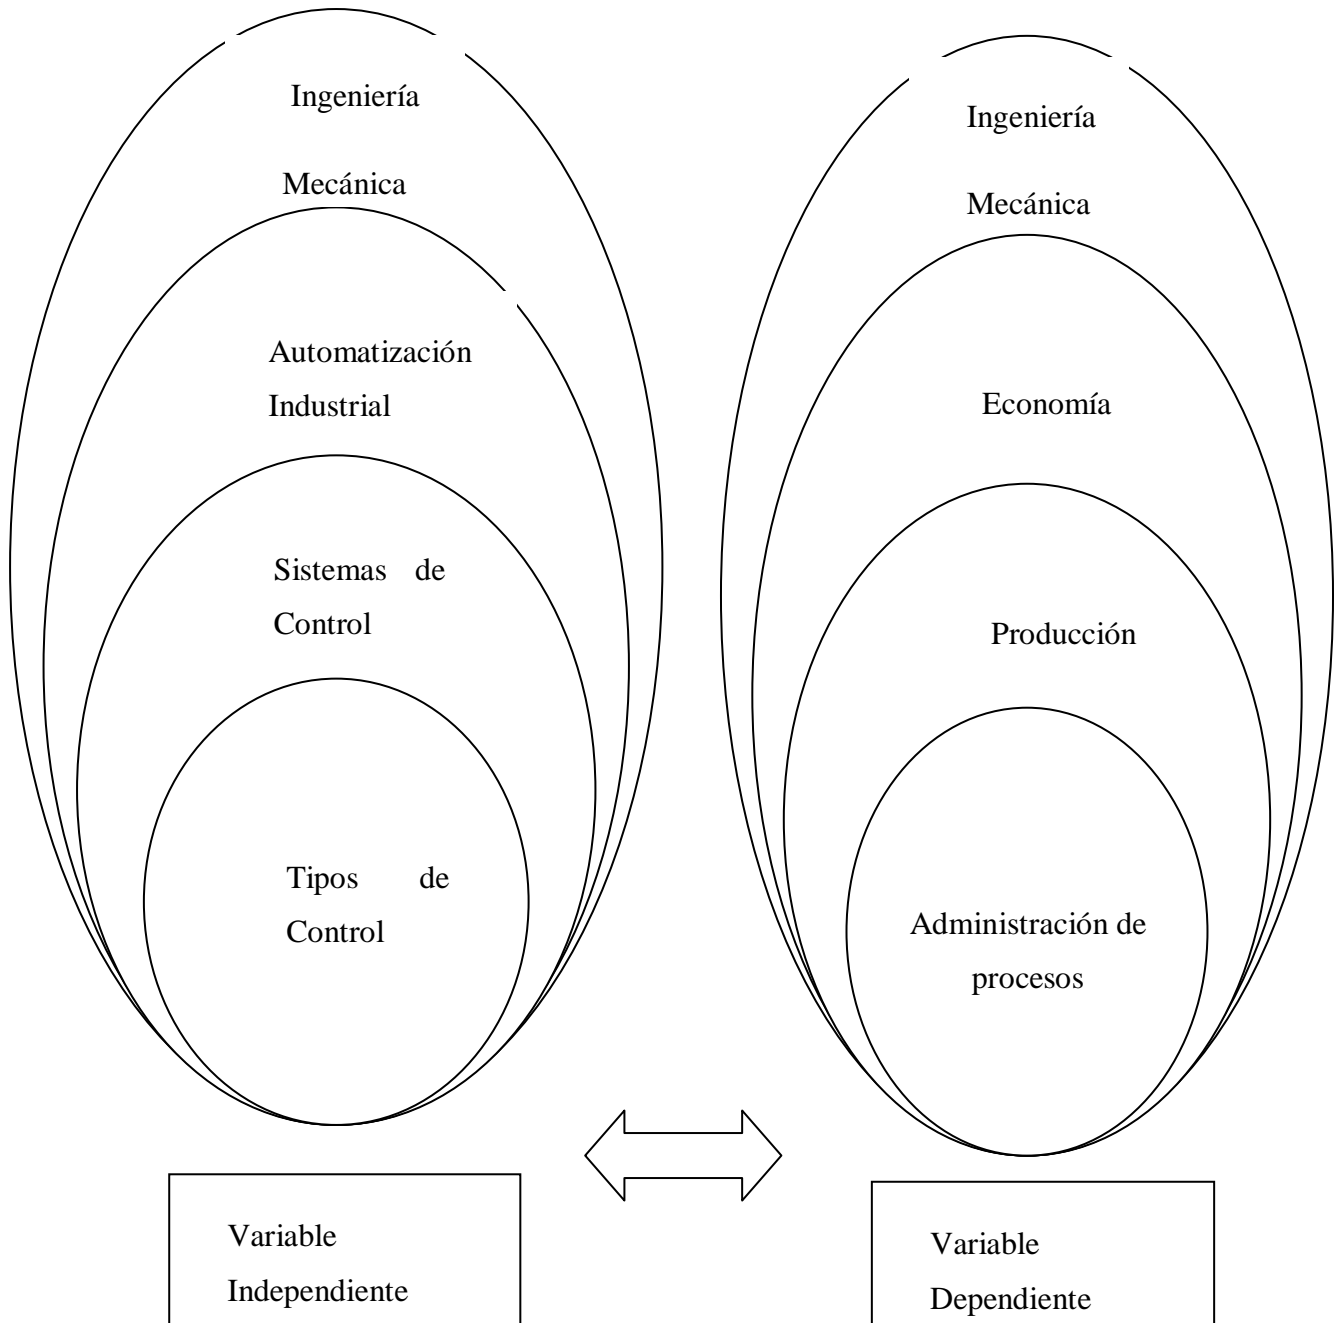 Ingeniería
Mecánica
Automatización
Industrial
Sistemas de
Control
Tipos de
Control
Variable
Independiente
Ingeniería
Mecánica
Economía
Producción
Administración de
procesos
Variable
Dependiente